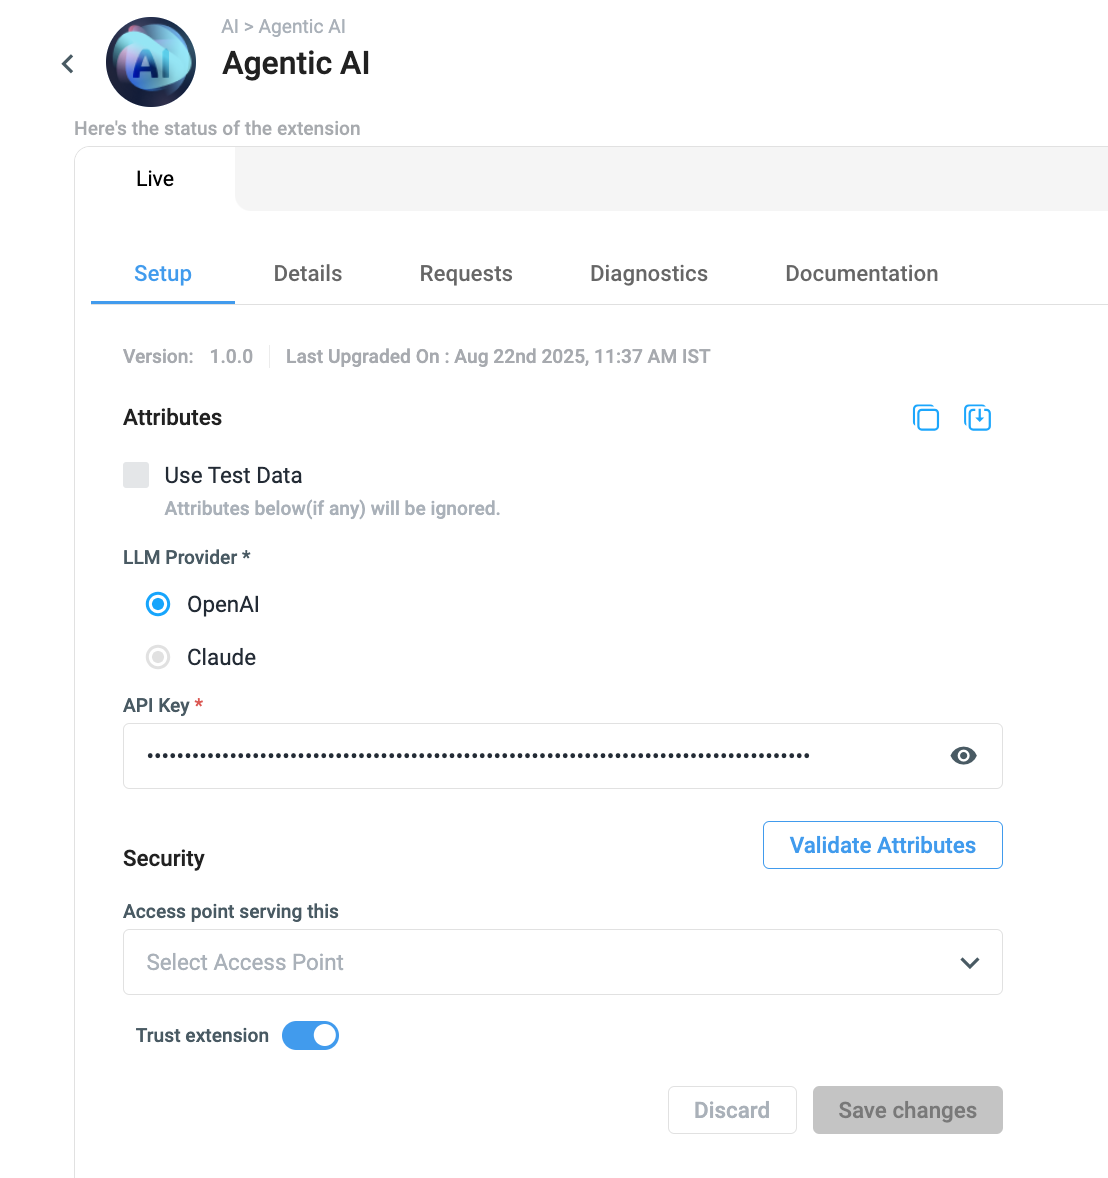 AI > Agentic AI
AI
Agentic AI
Here's the status of the extension
Live
Setup Details Requests Diagnostics Documentation
Version: 1.0.0 Last Upgraded On : Aug 22nd 2025, 11:37 AM IST
Attributes
Use Test Data
Attributes below(if any) will be ignored.
LLM Provider *
OpenAI
Claude
API Key *
Validate Attributes
Security
Access point serving this
Select Access Point
Trust extension
Discard Save changes